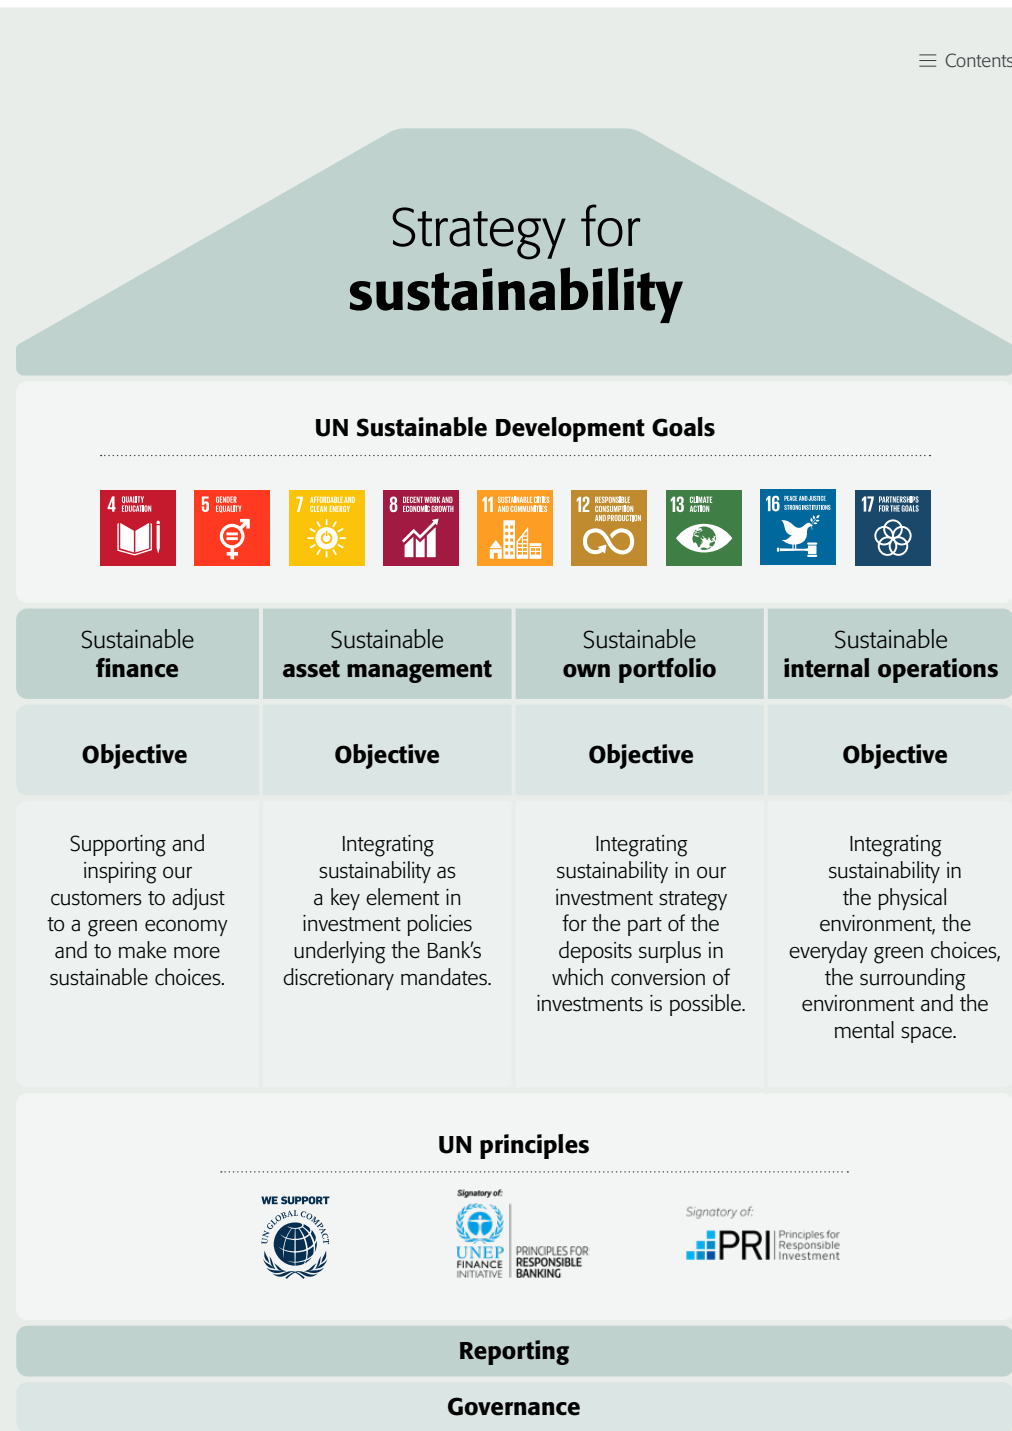 Contents
Strategy for
sustainability
UN Sustainable Development Goals
4 QUALITY
EDUCATION
5 GENDER
EQUALITY
7 AFFORDABLE AND
CLEAN ENERGY
8 DECENT WORK AND
ECONOMIC GROWTH
11 SUSTAINABLE CITIES
AND COMMUNITIES
12 RESPONSIBLE
CONSUMPTION
AND PRODUCTION
13 CLIMATE
ACTION
16 PEACE AND JUSTICE
STRONG INSTITUTIONS
17 PARTNERSHIPS
FOR THE GOALS
Sustainable
finance
Objective
Supporting and
inspiring our
customers to adjust
to a green economy
and to make more
sustainable choices.
Sustainable
asset management
Objective
Integrating
sustainability as
a key element in
investment policies
underlying the Bank's
discretionary mandates.
Sustainable
own portfolio
Objective
Integrating
sustainability in our
investment strategy
for the part of the
deposits surplus in
which conversion of
investments is possible.
Sustainable
internal operations
Objective
Integrating
sustainability in
the physical
environment, the
everyday green choices,
the surrounding
environment and the
mental space.
UN principles
WE SUPPORT
UN GLOBAL COMPACT
Signatory of:
UNEP
FINANCE
INITIATIVE
PRINCIPLES FOR
RESPONSIBLE
BANKING
Signatory of:
PRI
Principles for
Responsible
Investment
Reporting
Governance